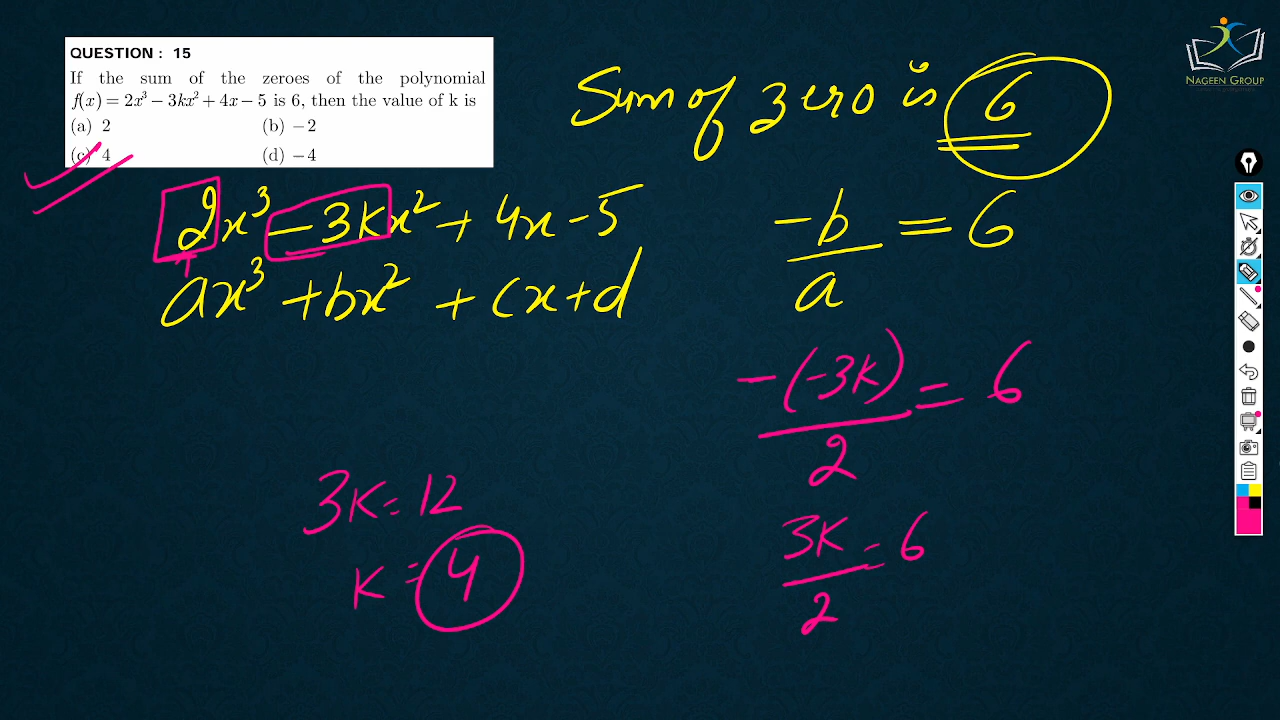 QUESTION : 15
If the sum of the zeroes of the polynomial
f(x) = 2x³ − 3kx² + 4x − 5 is 6, then the value of k is
(a) 2 (b) − 2
(c) 4 (d) − 4
Sum of zero is 6
NAGEEN GROUP
2x³ − 3kx² + 4x − 5
ax³ + bx² + cx + d
−b/a = 6
−(−3k)/2 = 6
3k/2 = 6
3k = 12
k = 4